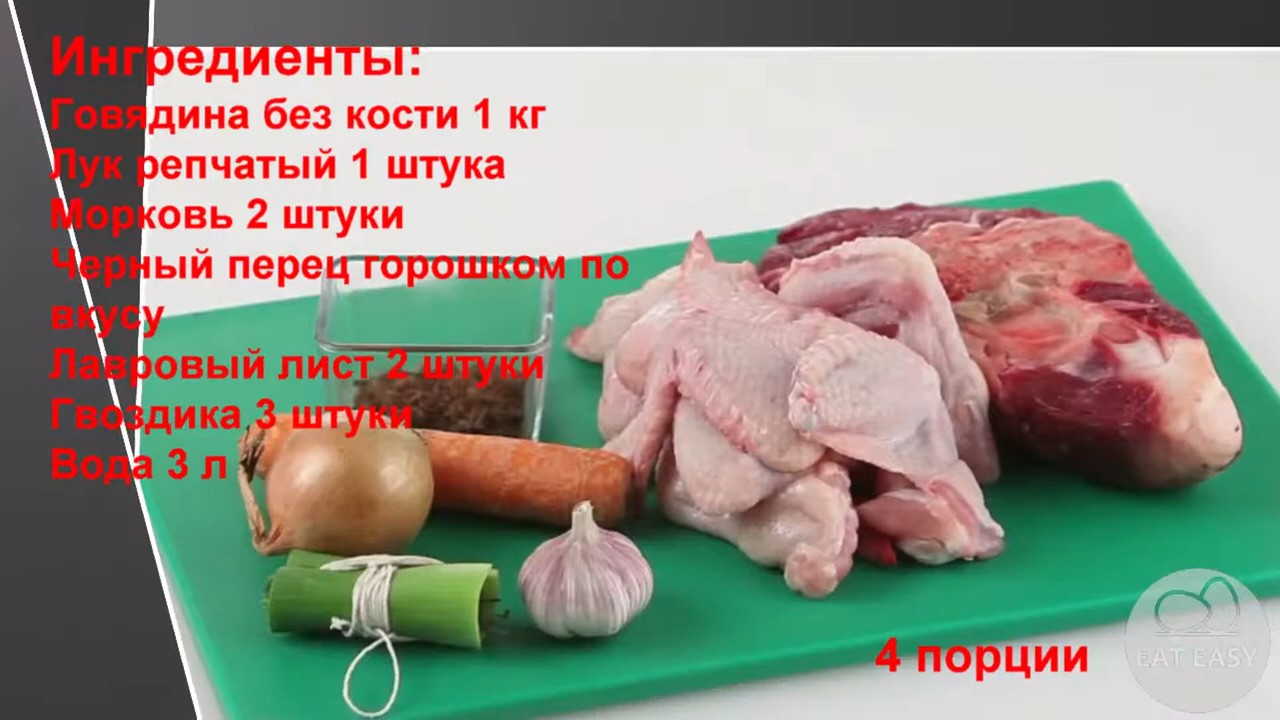 Ингредиенты:
Говядина без кости 1 кг
Лук репчатый 1 штука
Морковь 2 штуки
Черный перец горошком по
вкусу
Лавровый лист 2 штуки
Гвоздика 3 штуки
Вода 3 л
4 порции
EAT EASY